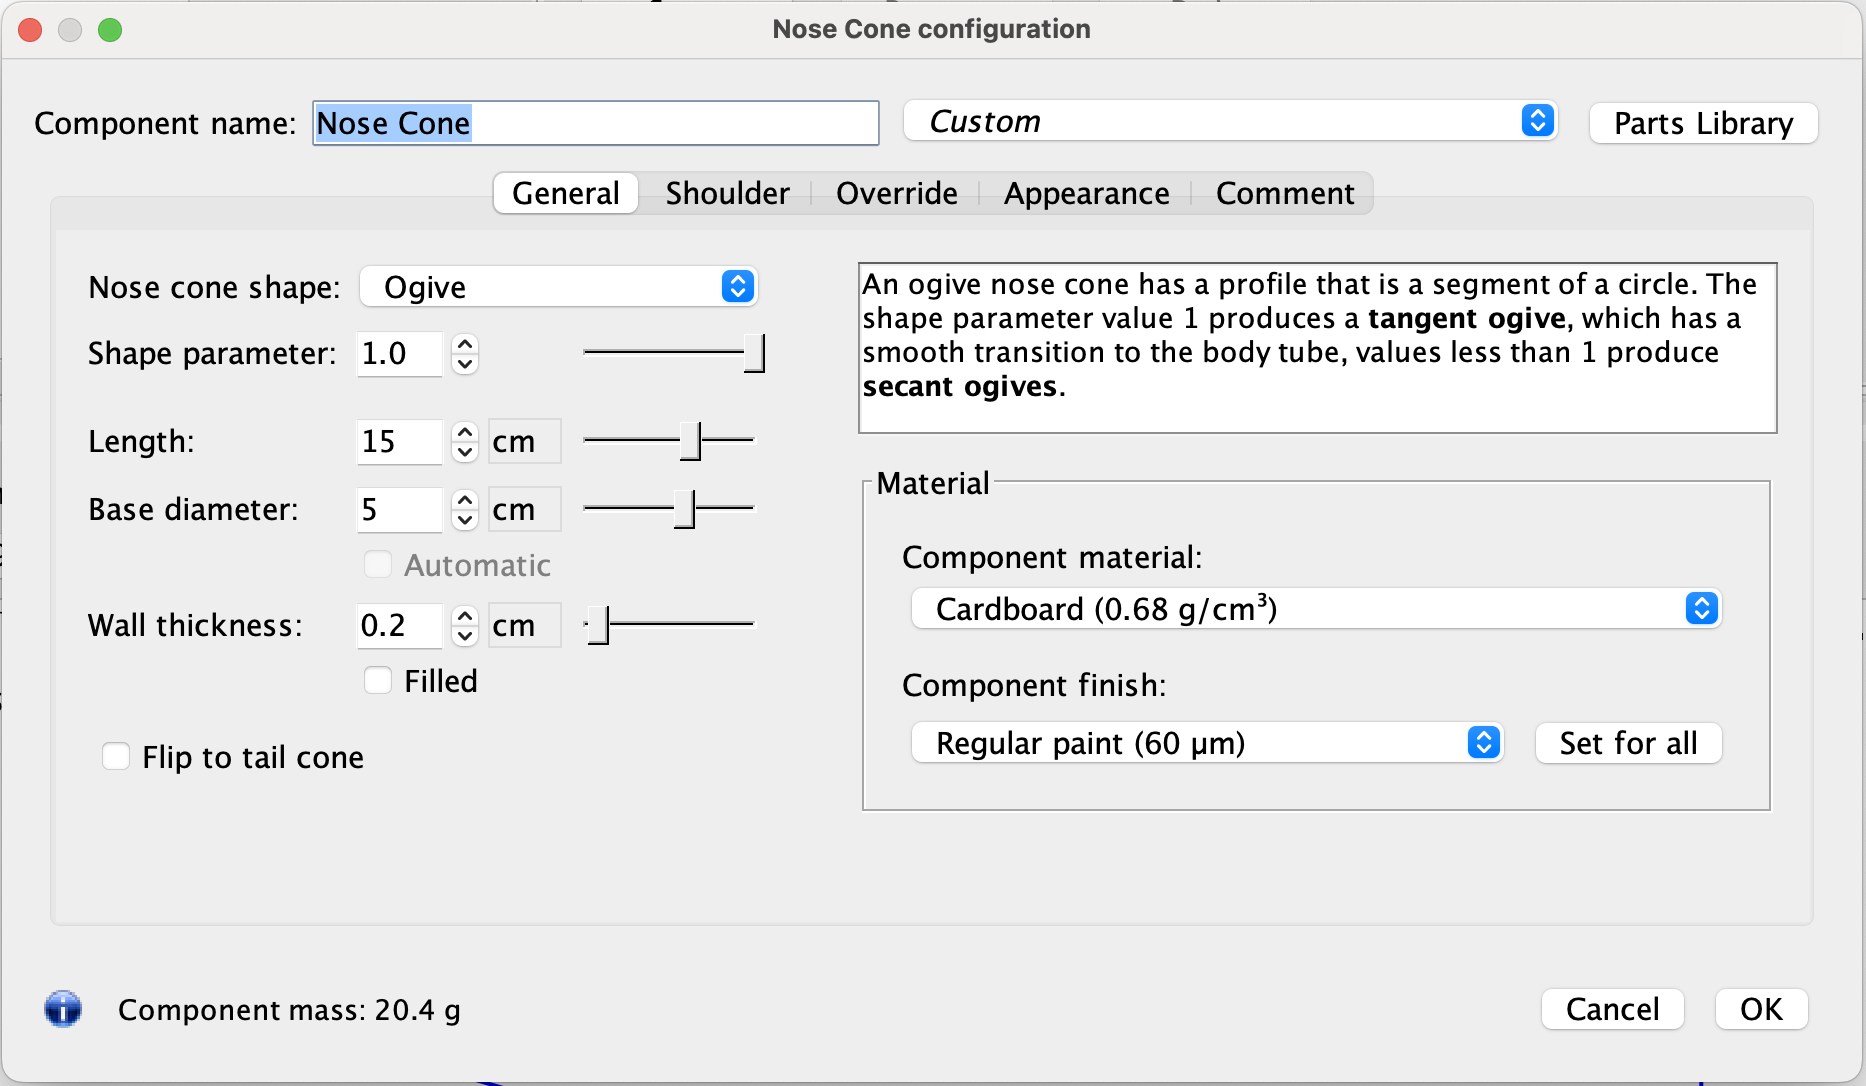 Nose Cone configuration
Component name: Nose Cone Custom Parts Library
General Shoulder Override Appearance Comment
Nose cone shape: Ogive
Shape parameter: 1.0
Length: 15 cm
Base diameter: 5 cm
Automatic
Wall thickness: 0.2 cm
Filled
Flip to tail cone
An ogive nose cone has a profile that is a segment of a circle. The
shape parameter value 1 produces a tangent ogive, which has a
smooth transition to the body tube, values less than 1 produce
secant ogives.
Material
Component material:
Cardboard (0.68 g/cm³)
Component finish:
Regular paint (60 µm) Set for all
Component mass: 20.4 g
Cancel OK